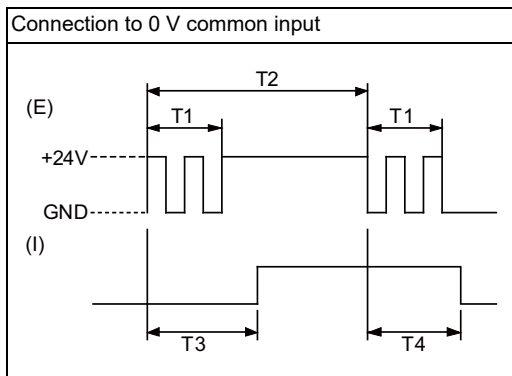 Connection to 0 V common input
T2
(E)
T1
T1
+24V
GND
(I)
T3
T4